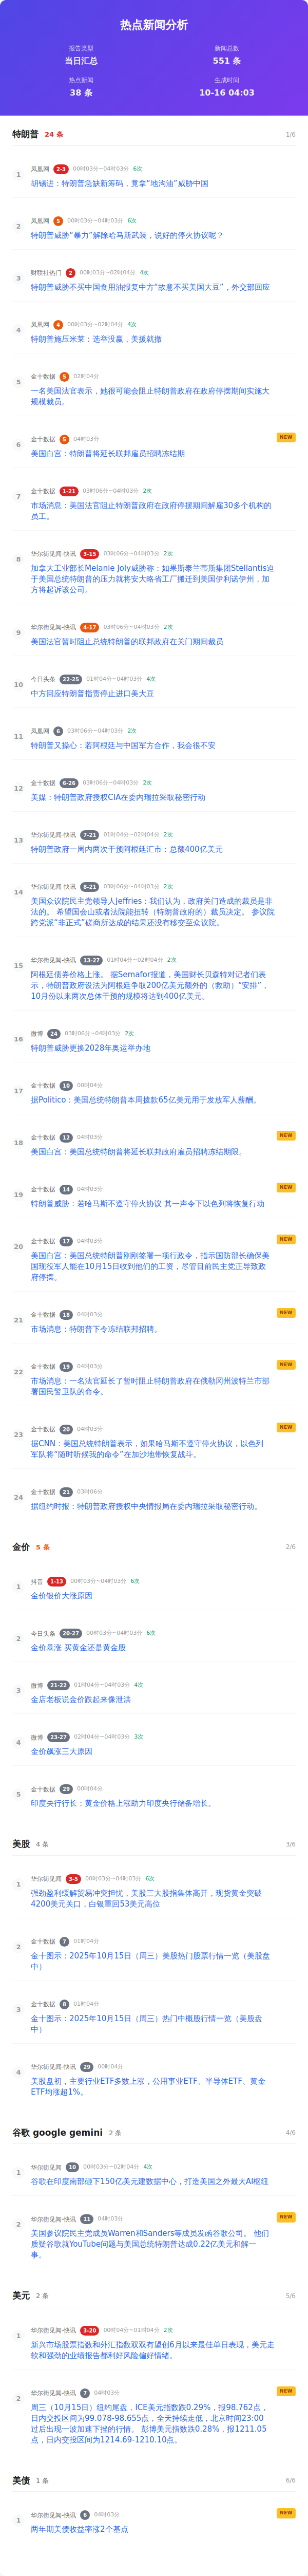 热点新闻分析
报告类型
当日汇总
新闻总数
551 条
热点新闻
38 条
生成时间
10-16 04:03
特朗普 24 条 1/6
1
凤凰网 2-3 00时03分~04时03分 6次
胡锡进：特朗普急缺新筹码，竟拿“地沟油”威胁中国
2
凤凰网 5 00时03分~04时03分 6次
特朗普威胁“暴力”解除哈马斯武装，说好的停火协议呢？
3
财联社热门 2 00时03分~02时04分 4次
特朗普威胁不买中国食用油报复中方“故意不买美国大豆”，外交部回应
4
凤凰网 4 00时03分~02时04分 4次
特朗普施压米莱：选举没赢，美援就撤
5
金十数据 5 02时04分
一名美国法官表示，她很可能会阻止特朗普政府在政府停摆期间实施大
规模裁员。
6
金十数据 5 04时03分 NEW
美国白宫：特朗普将延长联邦雇员招聘冻结期
7
金十数据 1-21 03时06分~04时03分 2次
市场消息：美国法官阻止特朗普政府在政府停摆期间解雇30多个机构的
员工。
8
华尔街见闻-快讯 3-15 03时06分~04时03分 2次
加拿大工业部长Melanie Joly威胁称：如果斯泰兰蒂斯集团Stellantis迫
于美国总统特朗普的压力就将安大略省工厂搬迁到美国伊利诺伊州，加
方将起诉该公司。
9
华尔街见闻-快讯 4-17 03时06分~04时03分 2次
美国法官暂时阻止总统特朗普的联邦政府在关门期间裁员
10
今日头条 22-25 01时04分~04时03分 4次
中方回应特朗普指责停止进口美大豆
11
凤凰网 6 03时06分~04时03分 2次
特朗普又操心：若阿根廷与中国军方合作，我会很不安
12
金十数据 6-26 03时06分~04时03分 2次
美媒：特朗普政府授权CIA在委内瑞拉采取秘密行动
13
华尔街见闻-快讯 7-21 01时04分~02时04分 2次
特朗普政府一周内两次干预阿根廷汇市：总额400亿美元
14
华尔街见闻-快讯 8-21 03时06分~04时03分 2次
美国众议院民主党领导人Jeffries：我们认为，政府关门造成的裁员是非
法的。 希望国会山或者法院能扭转（特朗普政府的）裁员决定。 参议院
跨党派“非正式”磋商所达成的结果还没有移交至众议院。
15
华尔街见闻-快讯 13-27 01时04分~02时04分 2次
阿根廷债券价格上涨。 据Semafor报道，美国财长贝森特对记者们表
示，特朗普政府设法为阿根廷争取200亿美元额外的（救助）“安排”，
10月份以来两次总体干预的规模将达到400亿美元。
16
微博 24 03时06分~04时03分 2次
特朗普威胁更换2028年奥运举办地
17
金十数据 10 00时04分
据Politico：美国总统特朗普本周拨款65亿美元用于发放军人薪酬。
18
金十数据 12 04时03分 NEW
美国白宫：美国总统特朗普将延长联邦政府雇员招聘冻结期限。
19
金十数据 14 04时03分 NEW
特朗普威胁：若哈马斯不遵守停火协议 其一声令下以色列将恢复行动
20
金十数据 17 04时03分 NEW
美国白宫：美国总统特朗普刚刚签署一项行政令，指示国防部长确保美
国现役军人能在10月15日收到他们的工资，尽管目前民主党正导致政
府停摆。
21
金十数据 18 04时03分 NEW
市场消息：特朗普下令冻结联邦招聘。
22
金十数据 19 04时03分 NEW
市场消息：一名法官延长了暂时阻止特朗普政府在俄勒冈州波特兰市部
署国民警卫队的命令。
23
金十数据 20 04时03分 NEW
据CNN：美国总统特朗普表示，如果哈马斯不遵守停火协议，以色列
军队将“随时听候我的命令”在加沙地带恢复战斗。
24
金十数据 21 03时06分
据纽约时报：特朗普政府授权中央情报局在委内瑞拉采取秘密行动。
金价 5 条 2/6
1
抖音 1-13 00时03分~04时03分 6次
金价银价大涨原因
2
今日头条 20-27 00时03分~04时03分 6次
金价暴涨 买黄金还是黄金股
3
微博 21-22 01时04分~04时03分 4次
金店老板说金价跌起来像泄洪
4
微博 23-27 02时04分~04时03分 3次
金价飙涨三大原因
5
金十数据 29 00时04分
印度央行行长：黄金价格上涨助力印度央行储备增长。
美股 4 条 3/6
1
华尔街见闻 3-5 00时03分~04时03分 6次
强劲盈利缓解贸易冲突担忧，美股三大股指集体高开，现货黄金突破
4200美元关口，白银重回53美元高位
2
金十数据 7 01时04分
金十图示：2025年10月15日（周三）美股热门股票行情一览（美股盘
中）
3
金十数据 8 01时04分
金十图示：2025年10月15日（周三）热门中概股行情一览（美股盘
中）
4
华尔街见闻-快讯 29 00时04分
美股盘初，主要行业ETF多数上涨，公用事业ETF、半导体ETF、黄金
ETF均涨超1%。
谷歌 google gemini 2 条 4/6
1
华尔街见闻 10 00时03分~02时04分 4次
谷歌在印度南部砸下150亿美元建数据中心，打造美国之外最大AI枢纽
2
华尔街见闻-快讯 11 04时03分 NEW
美国参议院民主党成员Warren和Sanders等成员发函谷歌公司。 他们
质疑谷歌就YouTube问题与美国总统特朗普达成0.22亿美元和解一
事。
美元 2 条 5/6
1
华尔街见闻-快讯 3-20 00时04分~01时04分 2次
新兴市场股票指数和外汇指数双双有望创6月以来最佳单日表现，美元走
软和强劲的业绩报告都利好风险偏好情绪。
2
华尔街见闻-快讯 7 04时03分 NEW
周三（10月15日）纽约尾盘，ICE美元指数跌0.29%，报98.762点，
日内交投区间为99.078-98.655点，全天持续走低，北京时间23:00
过后出现一波加速下挫的行情。 彭博美元指数跌0.28%，报1211.05
点，日内交投区间为1214.69-1210.10点。
美债 1 条 6/6
1
华尔街见闻-快讯 6 04时03分 NEW
两年期美债收益率涨2个基点